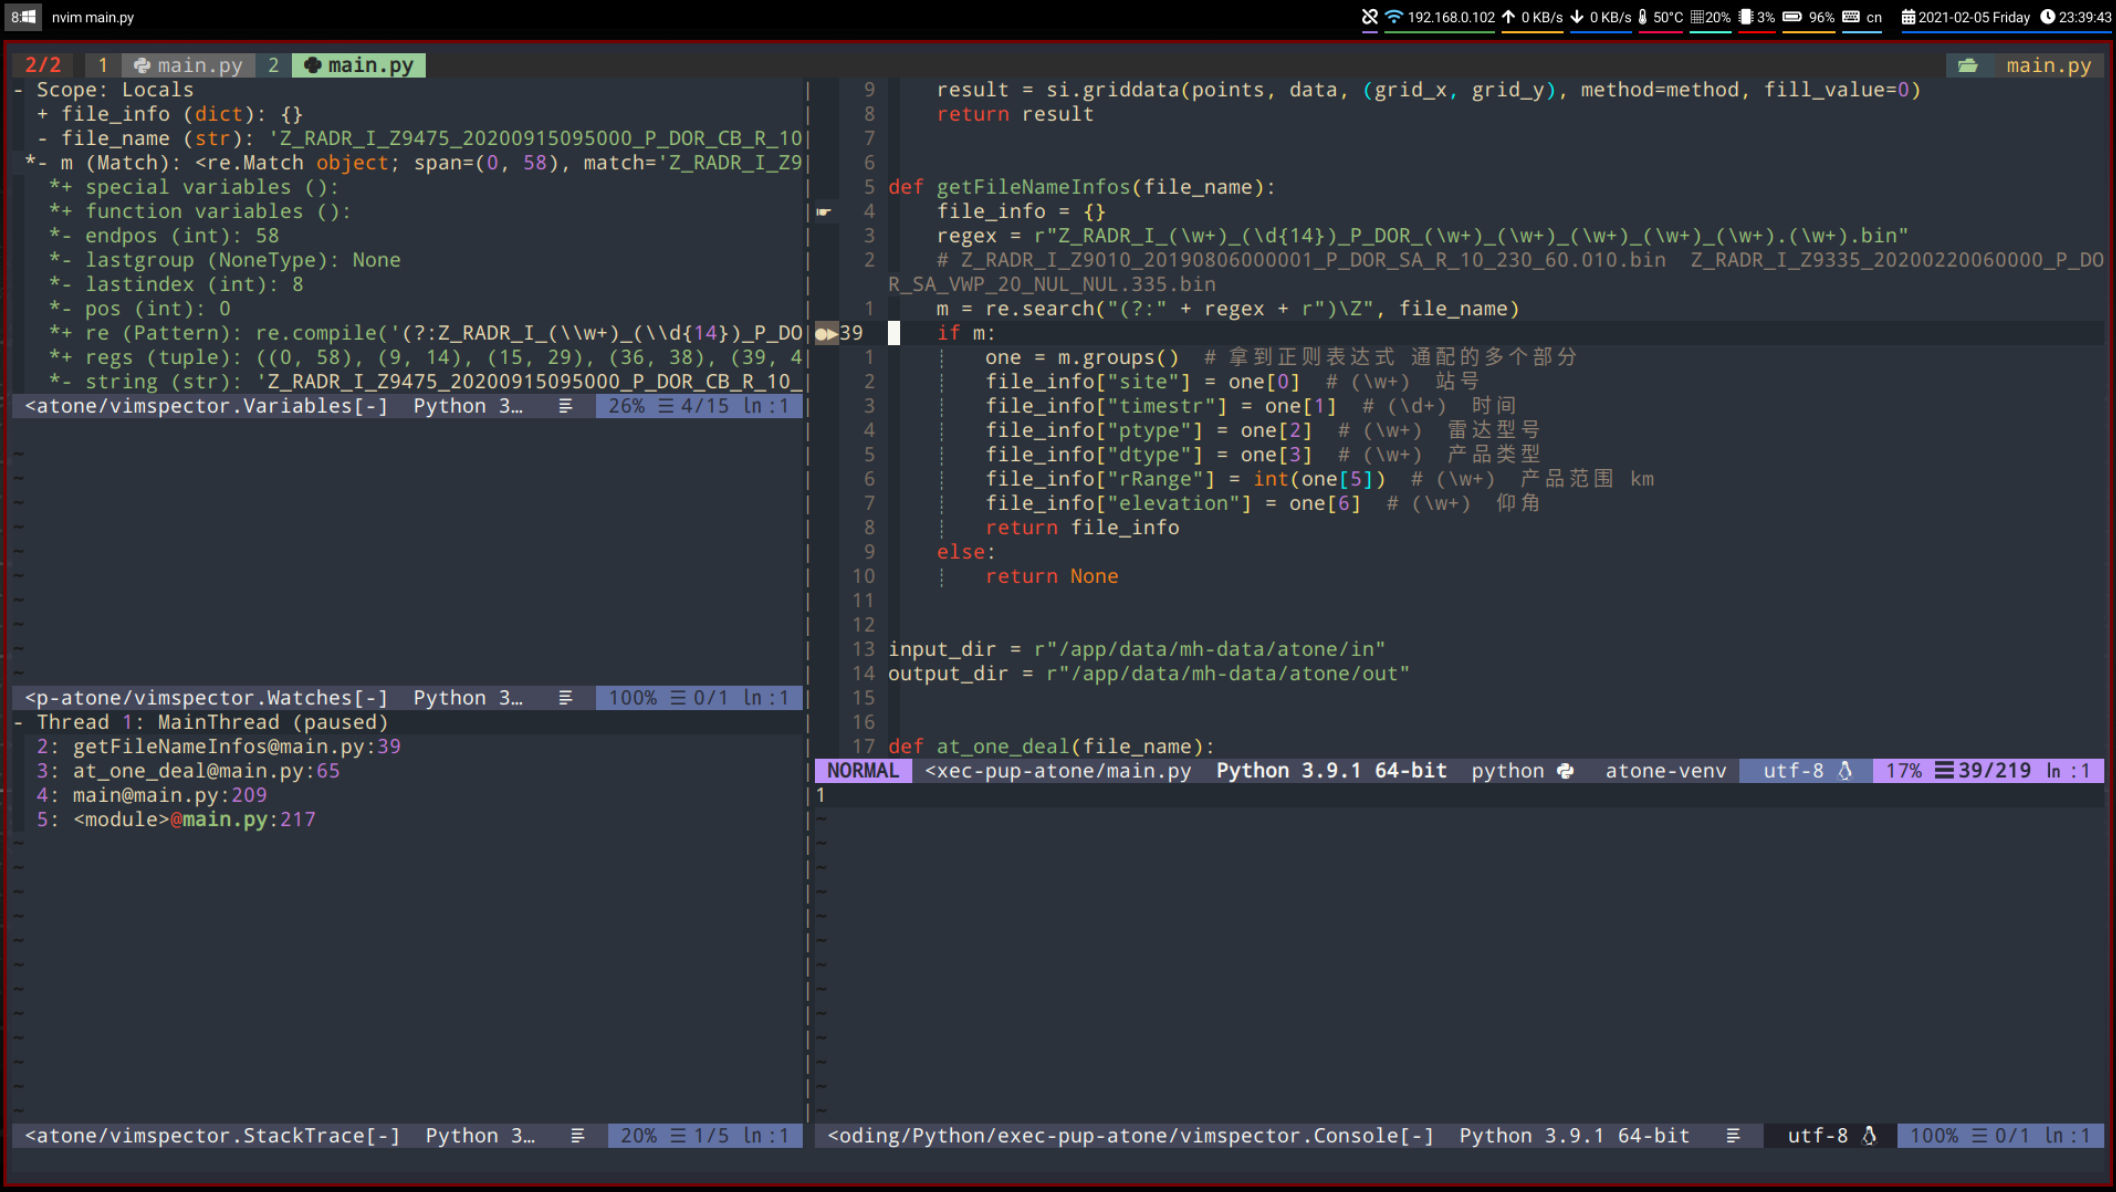 8: nvim main.py 192.168.0.102 0 KB/s 0 KB/s 50°C 20% 3% 96% cn 2021-02-05 Friday 23:39:43
2/2 1 main.py 2 main.py
- Scope: Locals
+ file_info (dict): {}
- file_name (str): 'Z_RADR_I_Z9475_20200915095000_P_DOR_CB_R_10
*- m (Match): <re.Match object; span=(0, 58), match='Z_RADR_I_Z9
*+ special variables ():
*+ function variables ():
*- endpos (int): 58
*- lastgroup (NoneType): None
*- lastindex (int): 8
*- pos (int): 0
*+ re (Pattern): re.compile('(?:Z_RADR_I_(\\w+)_(\\d{14})_P_DO
*+ regs (tuple): ((0, 58), (9, 14), (15, 29), (36, 38), (39, 4
*- string (str): 'Z_RADR_I_Z9475_20200915095000_P_DOR_CB_R_10_
<atone/vimspector.Variables[-] Python 3… 26% ☰ 4/15 ln :1
~
~
~
~
~
~
~
~
~
~
<p-atone/vimspector.Watches[-] Python 3… 100% ☰ 0/1 ln :1
- Thread 1: MainThread (paused)
2: getFileNameInfos@main.py:39
3: at_one_deal@main.py:65
4: main@main.py:209
5: <module>@main.py:217
~
~
~
~
~
~
~
~
~
~
~
~
<atone/vimspector.StackTrace[-] Python 3… 20% ☰ 1/5 ln :1
main.py
9 result = si.griddata(points, data, (grid_x, grid_y), method=method, fill_value=0)
8 return result
7
6
5 def getFileNameInfos(file_name):
4 file_info = {}
3 regex = r"Z_RADR_I_(\w+)_(\d{14})_P_DOR_(\w+)_(\w+)_(\w+)_(\w+)_(\w+).(\w+).bin"
2 # Z_RADR_I_Z9010_20190806000001_P_DOR_SA_R_10_230_60.010.bin Z_RADR_I_Z9335_20200220060000_P_DO
R_SA_VWP_20_NUL_NUL.335.bin
1 m = re.search("(?:" + regex + r")\Z", file_name)
●▶39 if m:
1 one = m.groups() # 拿到正则表达式 通配的多个部分
2 file_info["site"] = one[0] # (\w+) 站号
3 file_info["timestr"] = one[1] # (\d+) 时间
4 file_info["ptype"] = one[2] # (\w+) 雷达型号
5 file_info["dtype"] = one[3] # (\w+) 产品类型
6 file_info["rRange"] = int(one[5]) # (\w+) 产品范围 km
7 file_info["elevation"] = one[6] # (\w+) 仰角
8 return file_info
9 else:
10 return None
11
12
13 input_dir = r"/app/data/mh-data/atone/in"
14 output_dir = r"/app/data/mh-data/atone/out"
15
16
17 def at_one_deal(file_name):
NORMAL <xec-pup-atone/main.py Python 3.9.1 64-bit python atone-venv utf-8 17% ☰39/219 ln :1
1
~
~
~
~
~
~
~
~
~
~
~
~
~
<oding/Python/exec-pup-atone/vimspector.Console[-] Python 3.9.1 64-bit utf-8 100% ☰ 0/1 ln :1